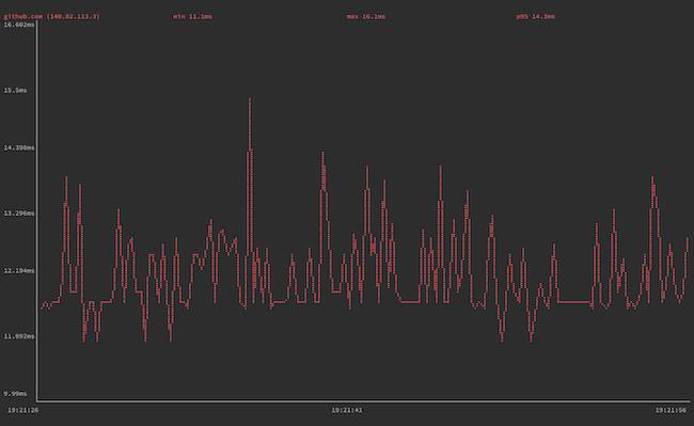 github.com (140.82.113.3) min 11.1ms max 16.1ms p95 14.3ms
16.602ms
15.5ms
14.398ms
13.296ms
12.194ms
11.092ms
9.99ms
19:21:26 19:21:41 19:21:56